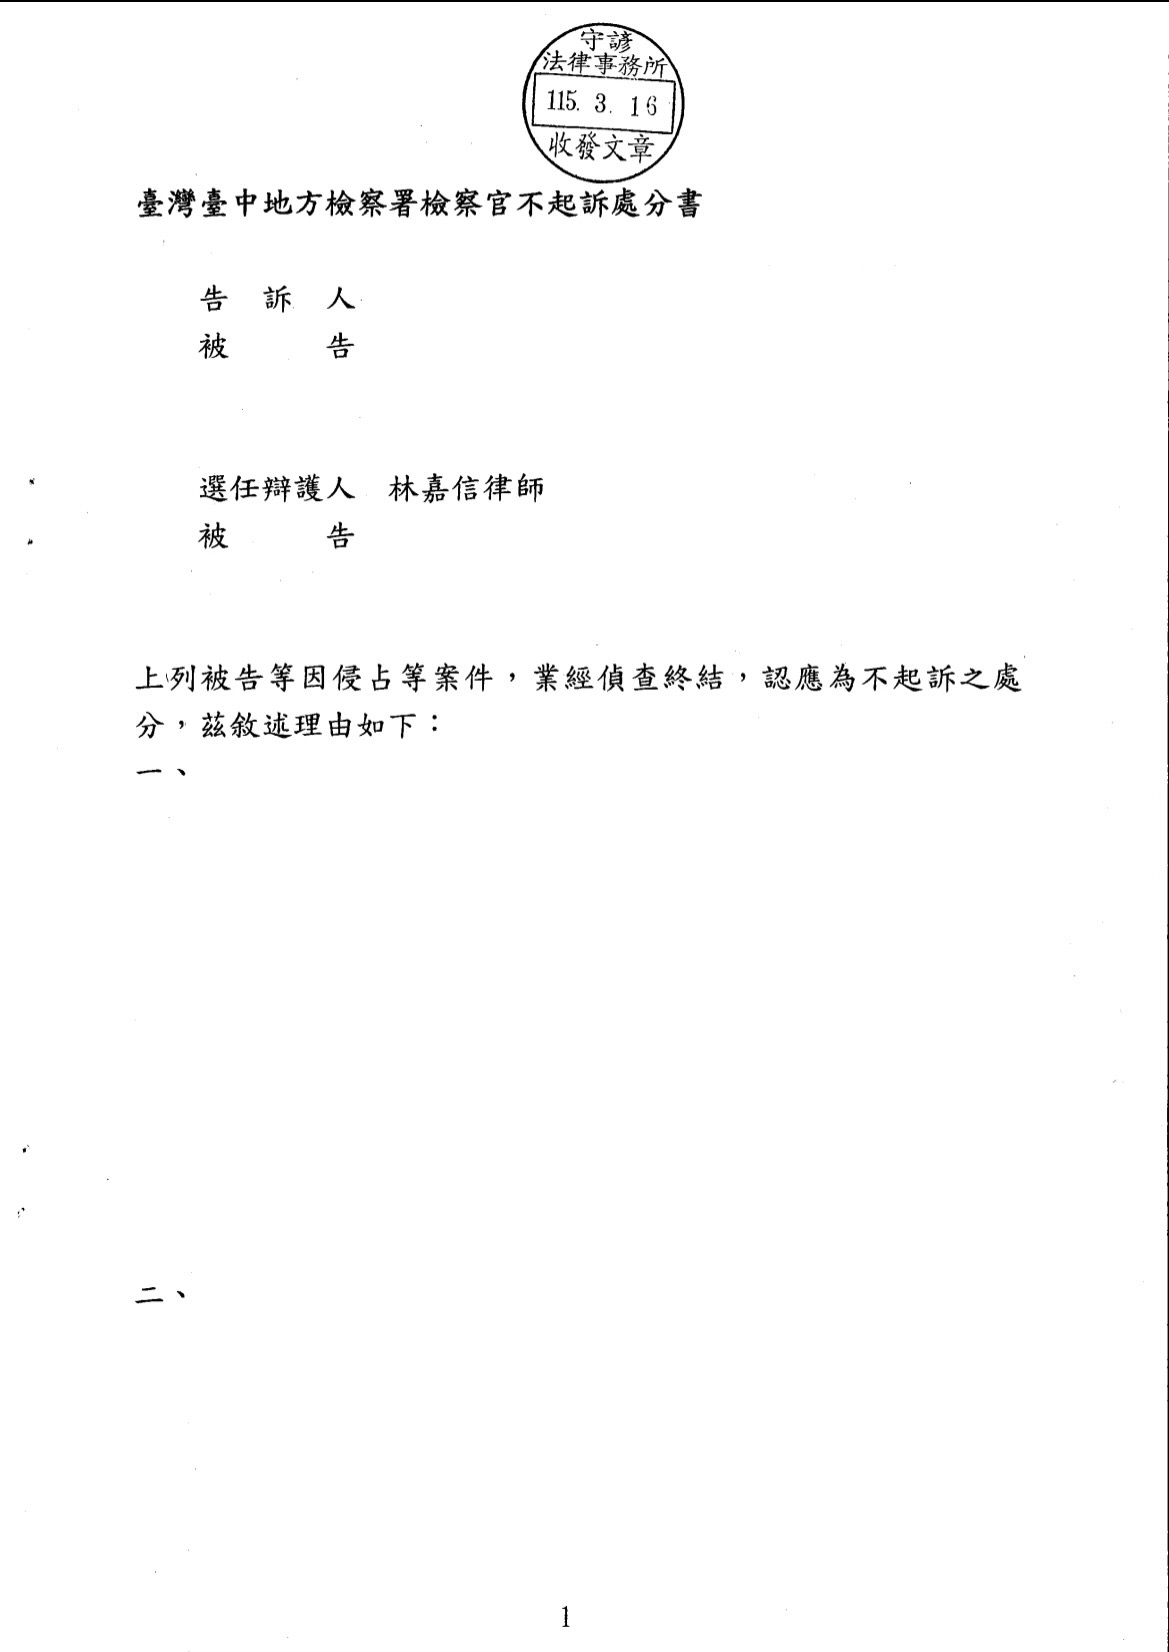 守諺
法律事務所
115. 3. 16
收發文章
臺灣臺中地方檢察署檢察官不起訴處分書
告 訴 人
被 告
選任辯護人 林嘉信律師
被 告
上列被告等因侵占等案件，業經偵查終結，認應為不起訴之處
分，茲敘述理由如下：
一、
二、
1